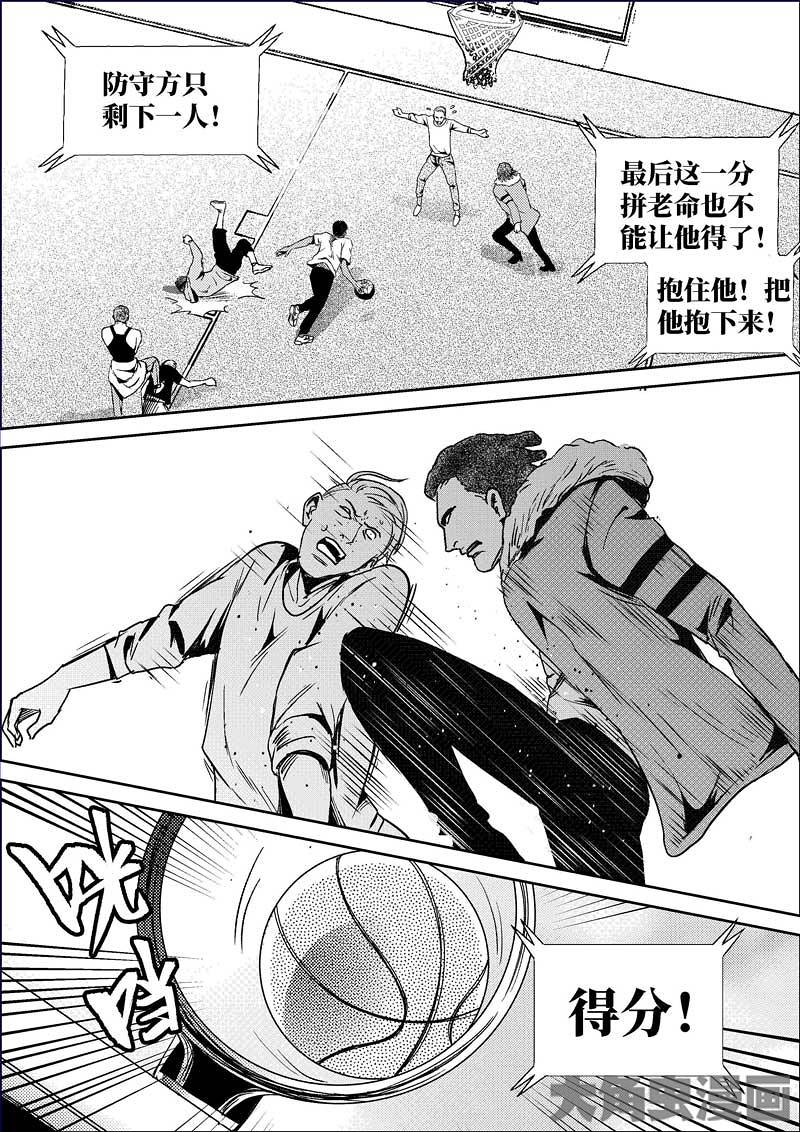 防守方只
剩下一人！
最后这一分
拼老命也不
能让他得了！
抱住他！把
他抱下来！
咣
当
得分！
大角虫漫画